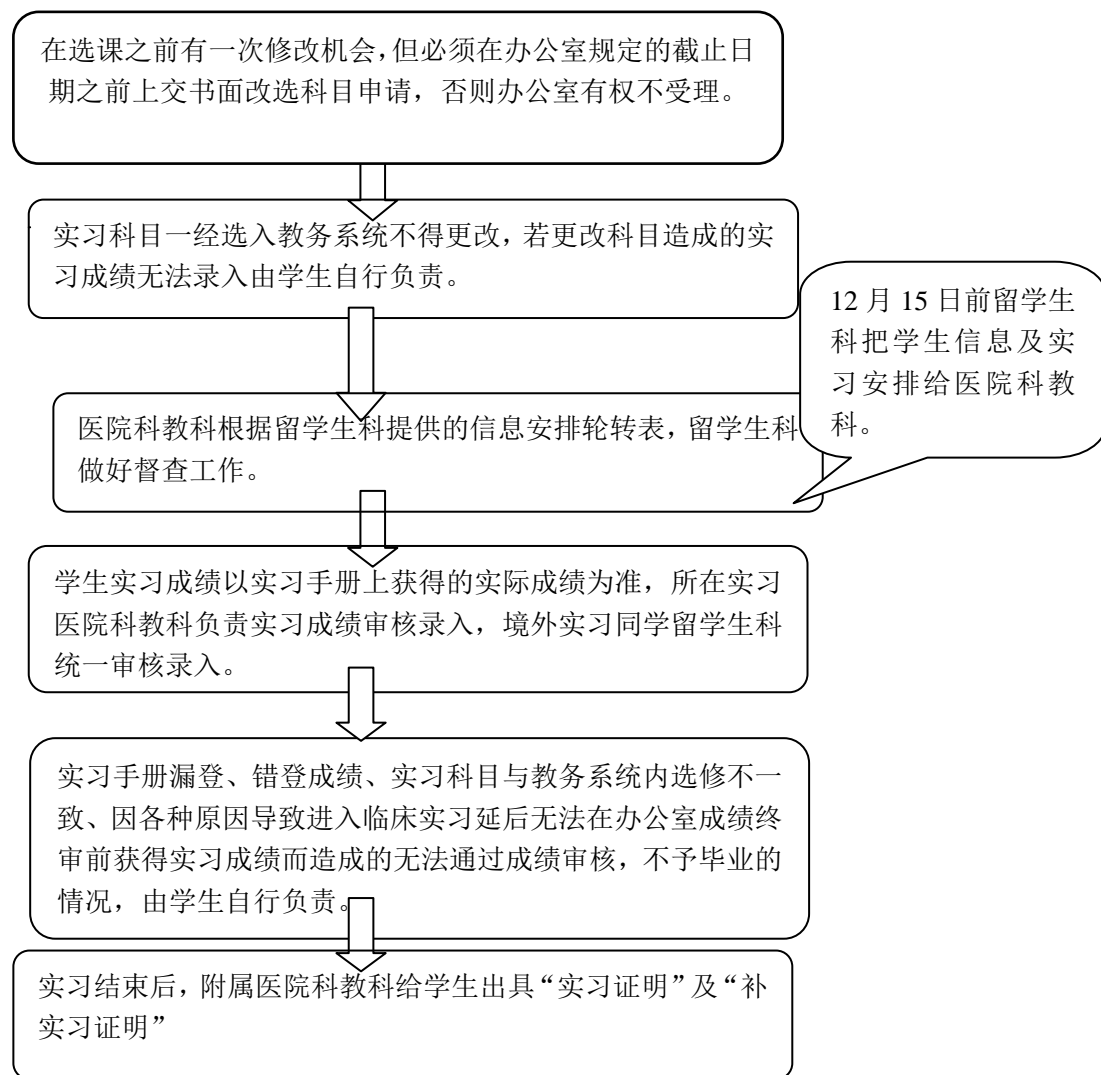 在选课之前有一次修改机会，但必须在办公室规定的截止日
期之前上交书面改选科目申请，否则办公室有权不受理。
实习科目一经选入教务系统不得更改，若更改科目造成的实
习成绩无法录入由学生自行负责。
12 月 15 日前留学生
科把学生信息及实
习安排给医院科教
科。
医院科教科根据留学生科提供的信息安排轮转表，留学生科
做好督查工作。
学生实习成绩以实习手册上获得的实际成绩为准，所在实习
医院科教科负责实习成绩审核录入，境外实习同学留学生科
统一审核录入。
实习手册漏登、错登成绩、实习科目与教务系统内选修不一
致、因各种原因导致进入临床实习延后无法在办公室成绩终
审前获得实习成绩而造成的无法通过成绩审核，不予毕业的
情况，由学生自行负责。
实习结束后，附属医院科教科给学生出具“实习证明”及“补
实习证明”